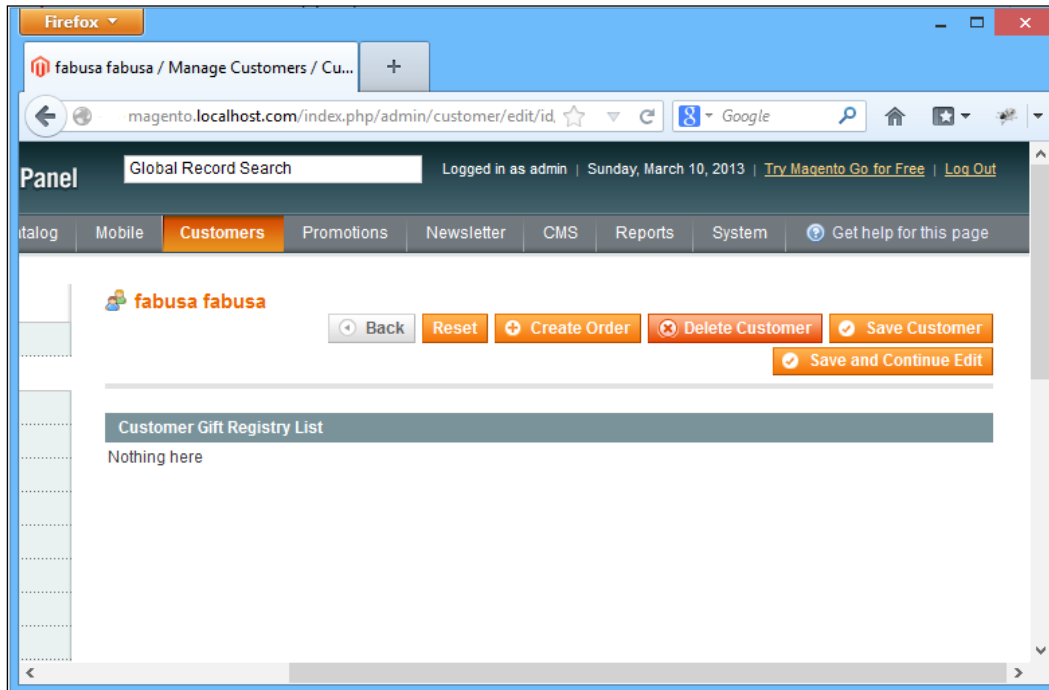 Firefox
fabusa fabusa / Manage Customers / Cu...
magento.localhost.com/index.php/admin/customer/edit/id,
Google
Panel
Global Record Search
Logged in as admin | Sunday, March 10, 2013 | Try Magento Go for Free | Log Out
atalog Mobile Customers Promotions Newsletter CMS Reports System Get help for this page
fabusa fabusa
Back Reset Create Order Delete Customer Save Customer
Save and Continue Edit
Customer Gift Registry List
Nothing here